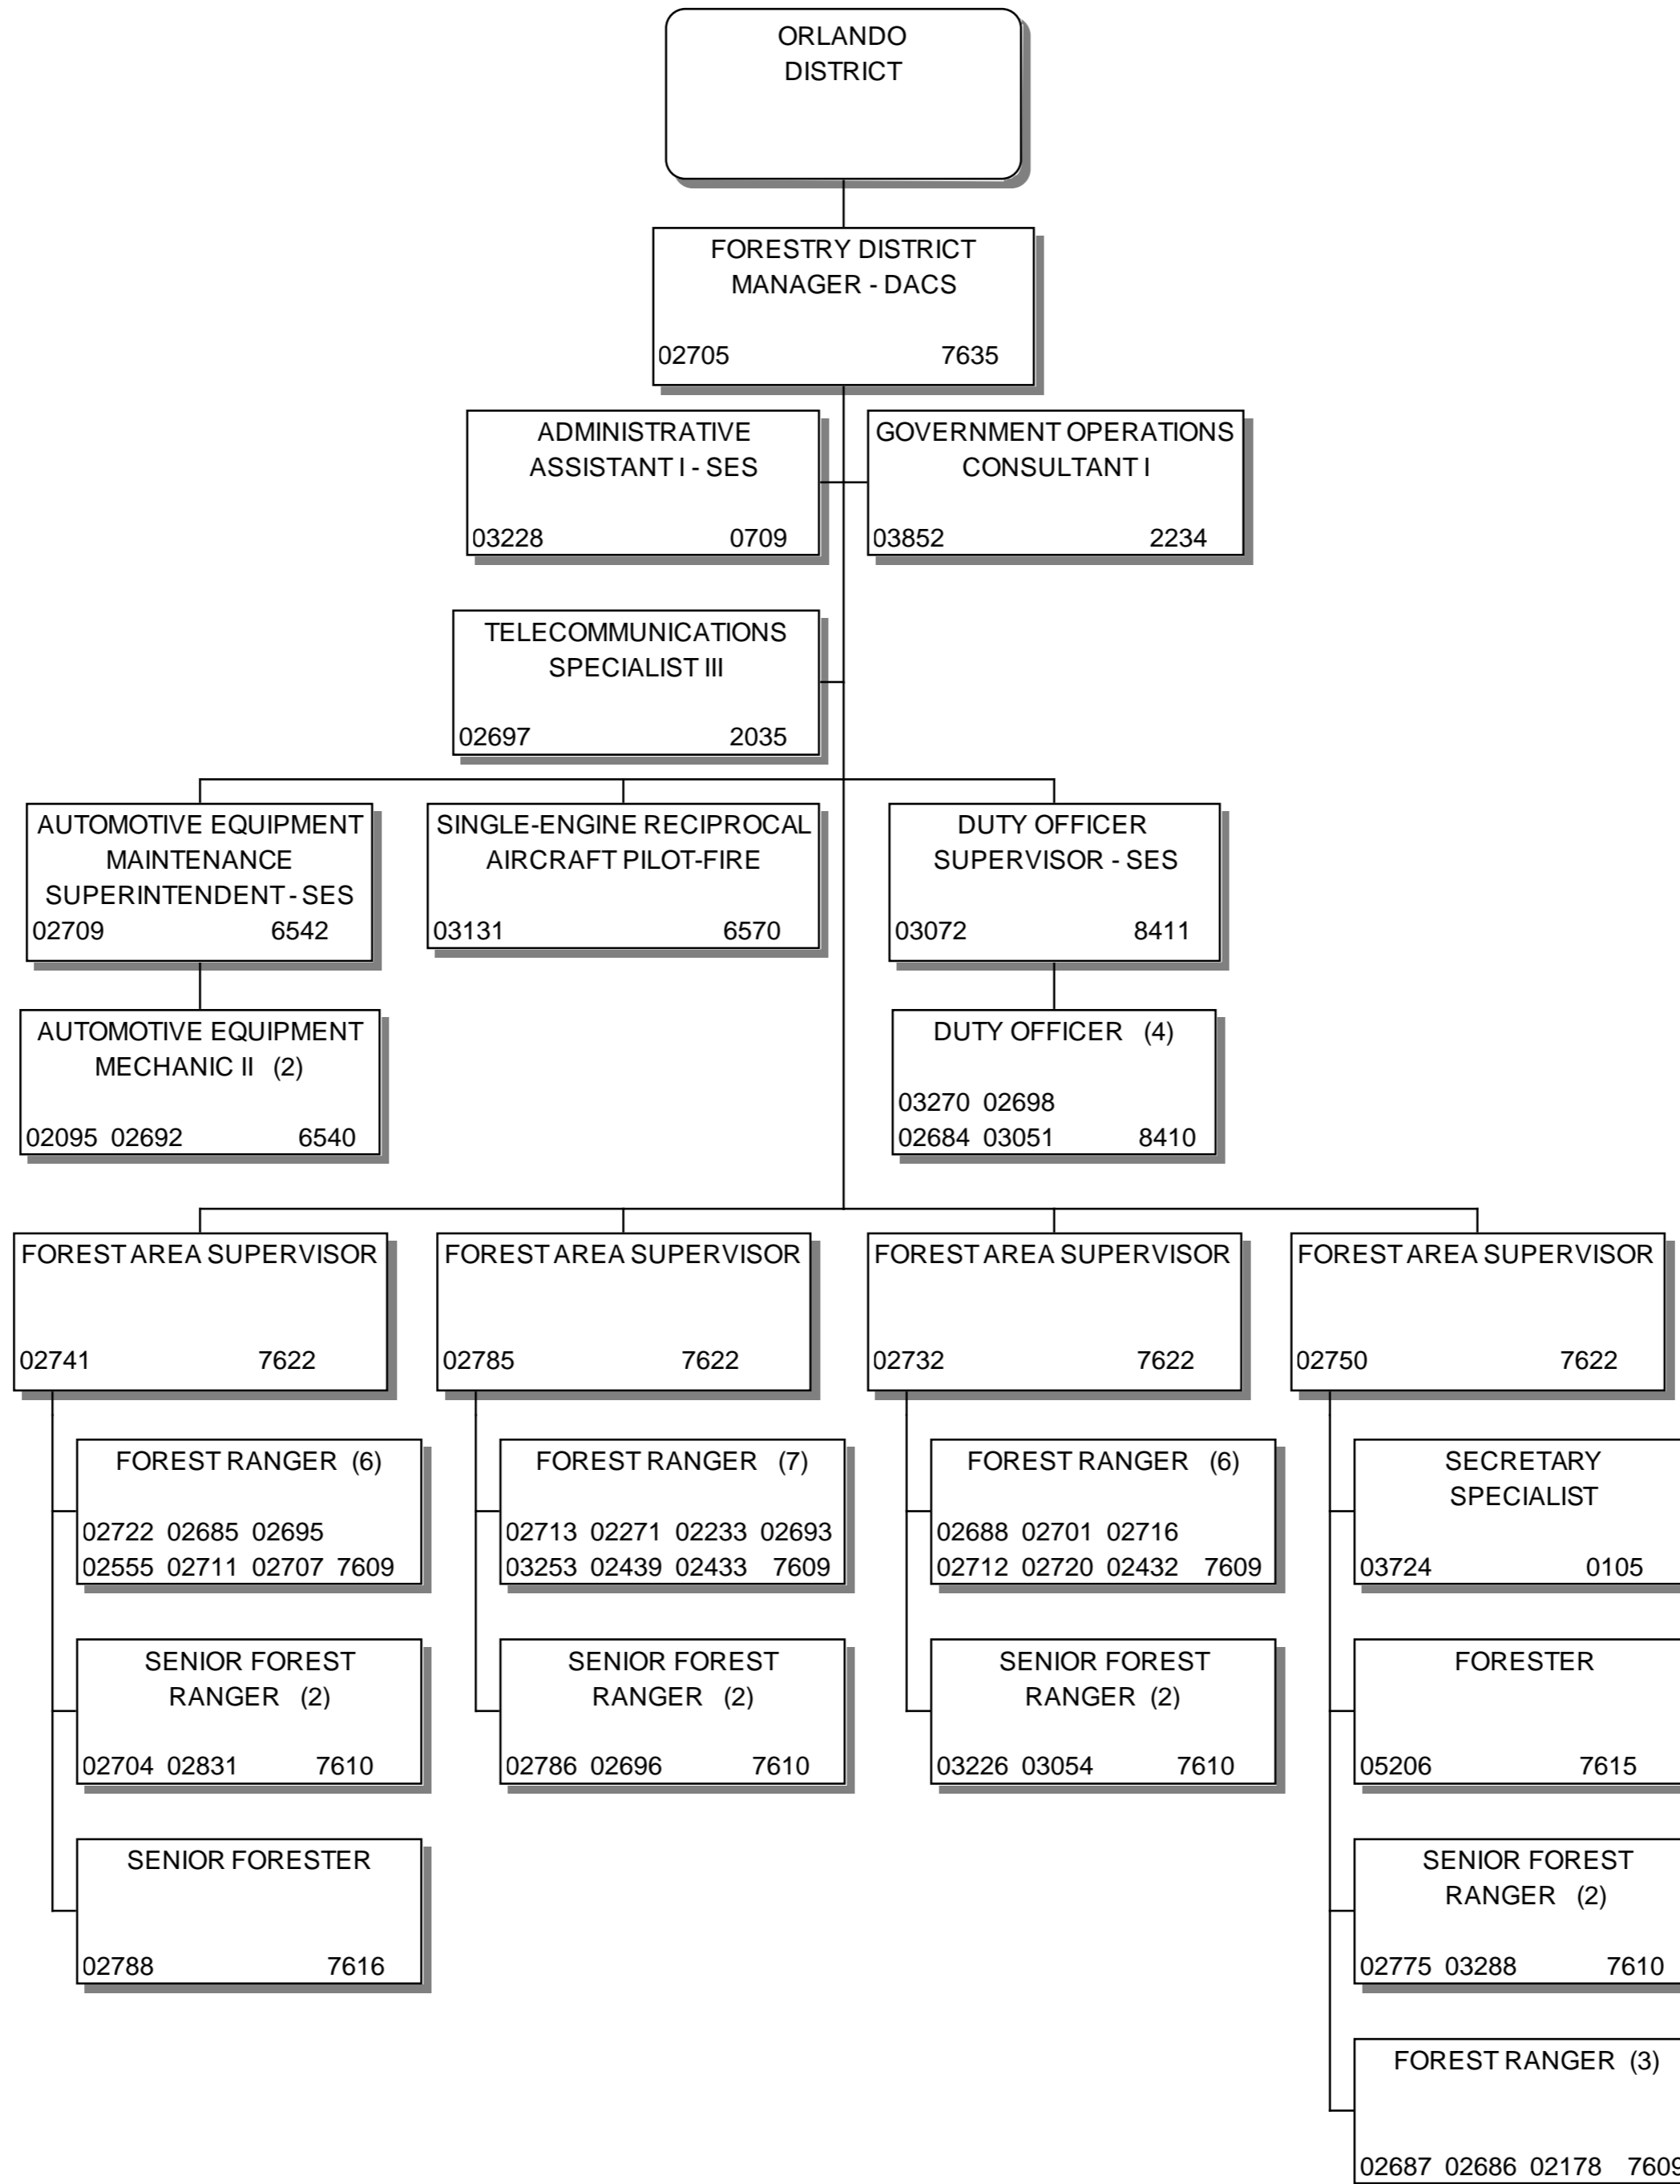 ORLANDO
DISTRICT
FORESTRY DISTRICT
MANAGER - DACS
02705 7635
ADMINISTRATIVE
ASSISTANT I - SES
03228 0709
GOVERNMENT OPERATIONS
CONSULTANT I
03852 2234
TELECOMMUNICATIONS
SPECIALIST III
02697 2035
AUTOMOTIVE EQUIPMENT
MAINTENANCE
SUPERINTENDENT - SES
02709 6542
SINGLE-ENGINE RECIPROCAL
AIRCRAFT PILOT-FIRE
03131 6570
DUTY OFFICER
SUPERVISOR - SES
03072 8411
AUTOMOTIVE EQUIPMENT
MECHANIC II (2)
02095 02692 6540
DUTY OFFICER (4)
03270 02698
02684 03051 8410
FOREST AREA SUPERVISOR
02741 7622
FOREST AREA SUPERVISOR
02785 7622
FOREST AREA SUPERVISOR
02732 7622
FOREST AREA SUPERVISOR
02750 7622
FOREST RANGER (6)
02722 02685 02695
02555 02711 02707 7609
FOREST RANGER (7)
02713 02271 02233 02693
03253 02439 02433 7609
FOREST RANGER (6)
02688 02701 02716
02712 02720 02432 7609
SECRETARY
SPECIALIST
03724 0105
SENIOR FOREST
RANGER (2)
02704 02831 7610
SENIOR FOREST
RANGER (2)
02786 02696 7610
SENIOR FOREST
RANGER (2)
03226 03054 7610
FORESTER
05206 7615
SENIOR FORESTER
02788 7616
SENIOR FOREST
RANGER (2)
02775 03288 7610
FOREST RANGER (3)
02687 02686 02178 7609